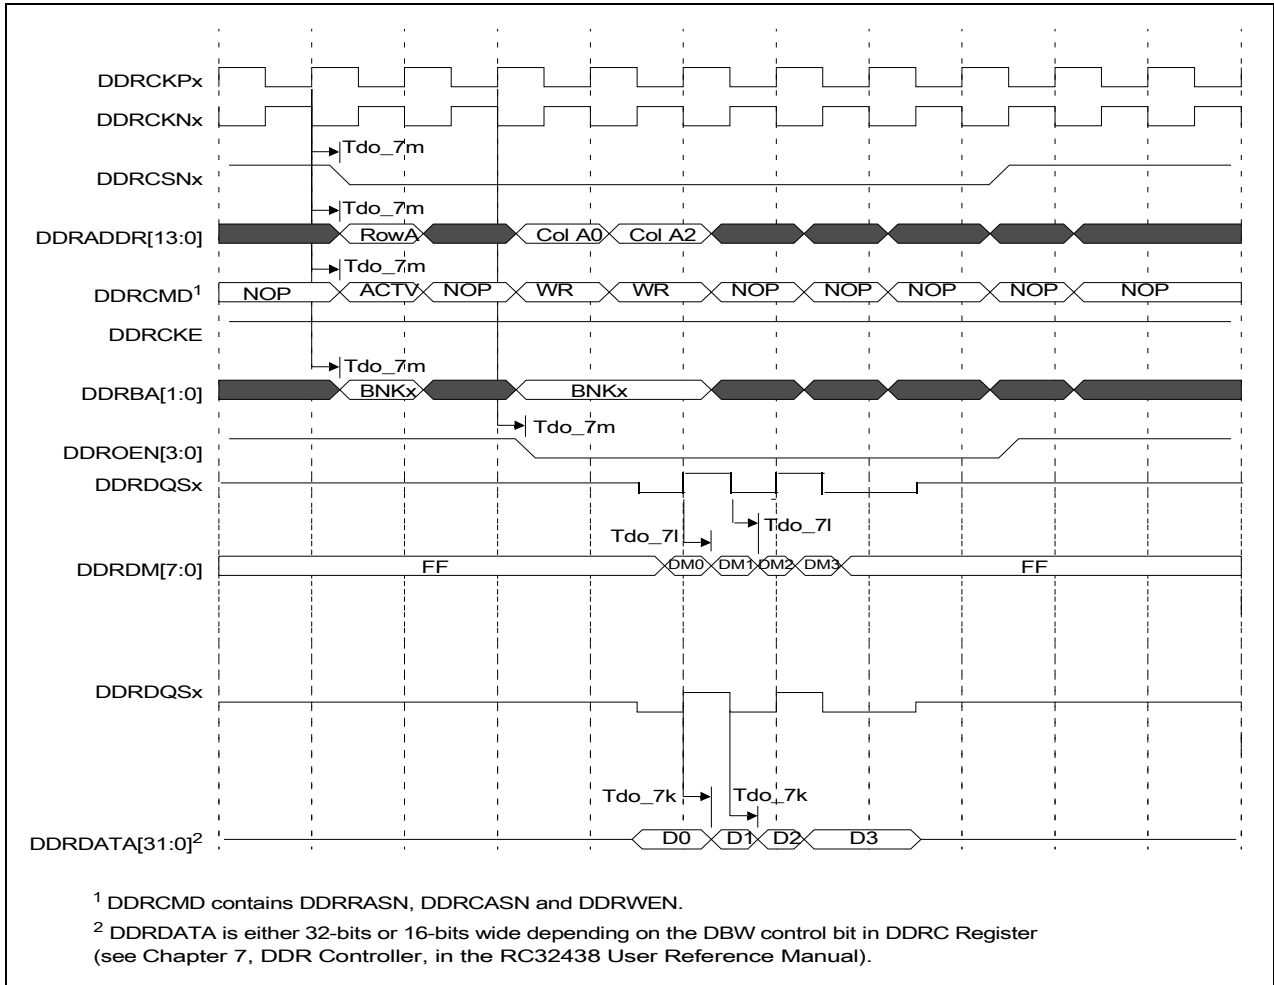 DDRCKPx
DDRCKNx
Tdo_7m
DDRCSNx
Tdo_7m
DDRADDR[13:0] RowA Col A0 Col A2
Tdo_7m
DDRCMD1 NOP ACTV NOP WR WR NOP NOP NOP NOP NOP
DDRCKE
Tdo_7m
DDRBA[1:0] BNKx BNKx
Tdo_7m
DDROEN[3:0]
DDRDQSx
Tdo_7l Tdo_7l
DDRDM[7:0] FF DM0 DM1 DM2 DM3 FF
DDRDQSx
Tdo_7k Tdo_7k
DDRDATA[31:0]2 D0 D1 D2 D3
1 DDRCMD contains DDRRASN, DDRCASN and DDRWEN.
2 DDRDATA is either 32-bits or 16-bits wide depending on the DBW control bit in DDRC Register
(see Chapter 7, DDR Controller, in the RC32438 User Reference Manual).